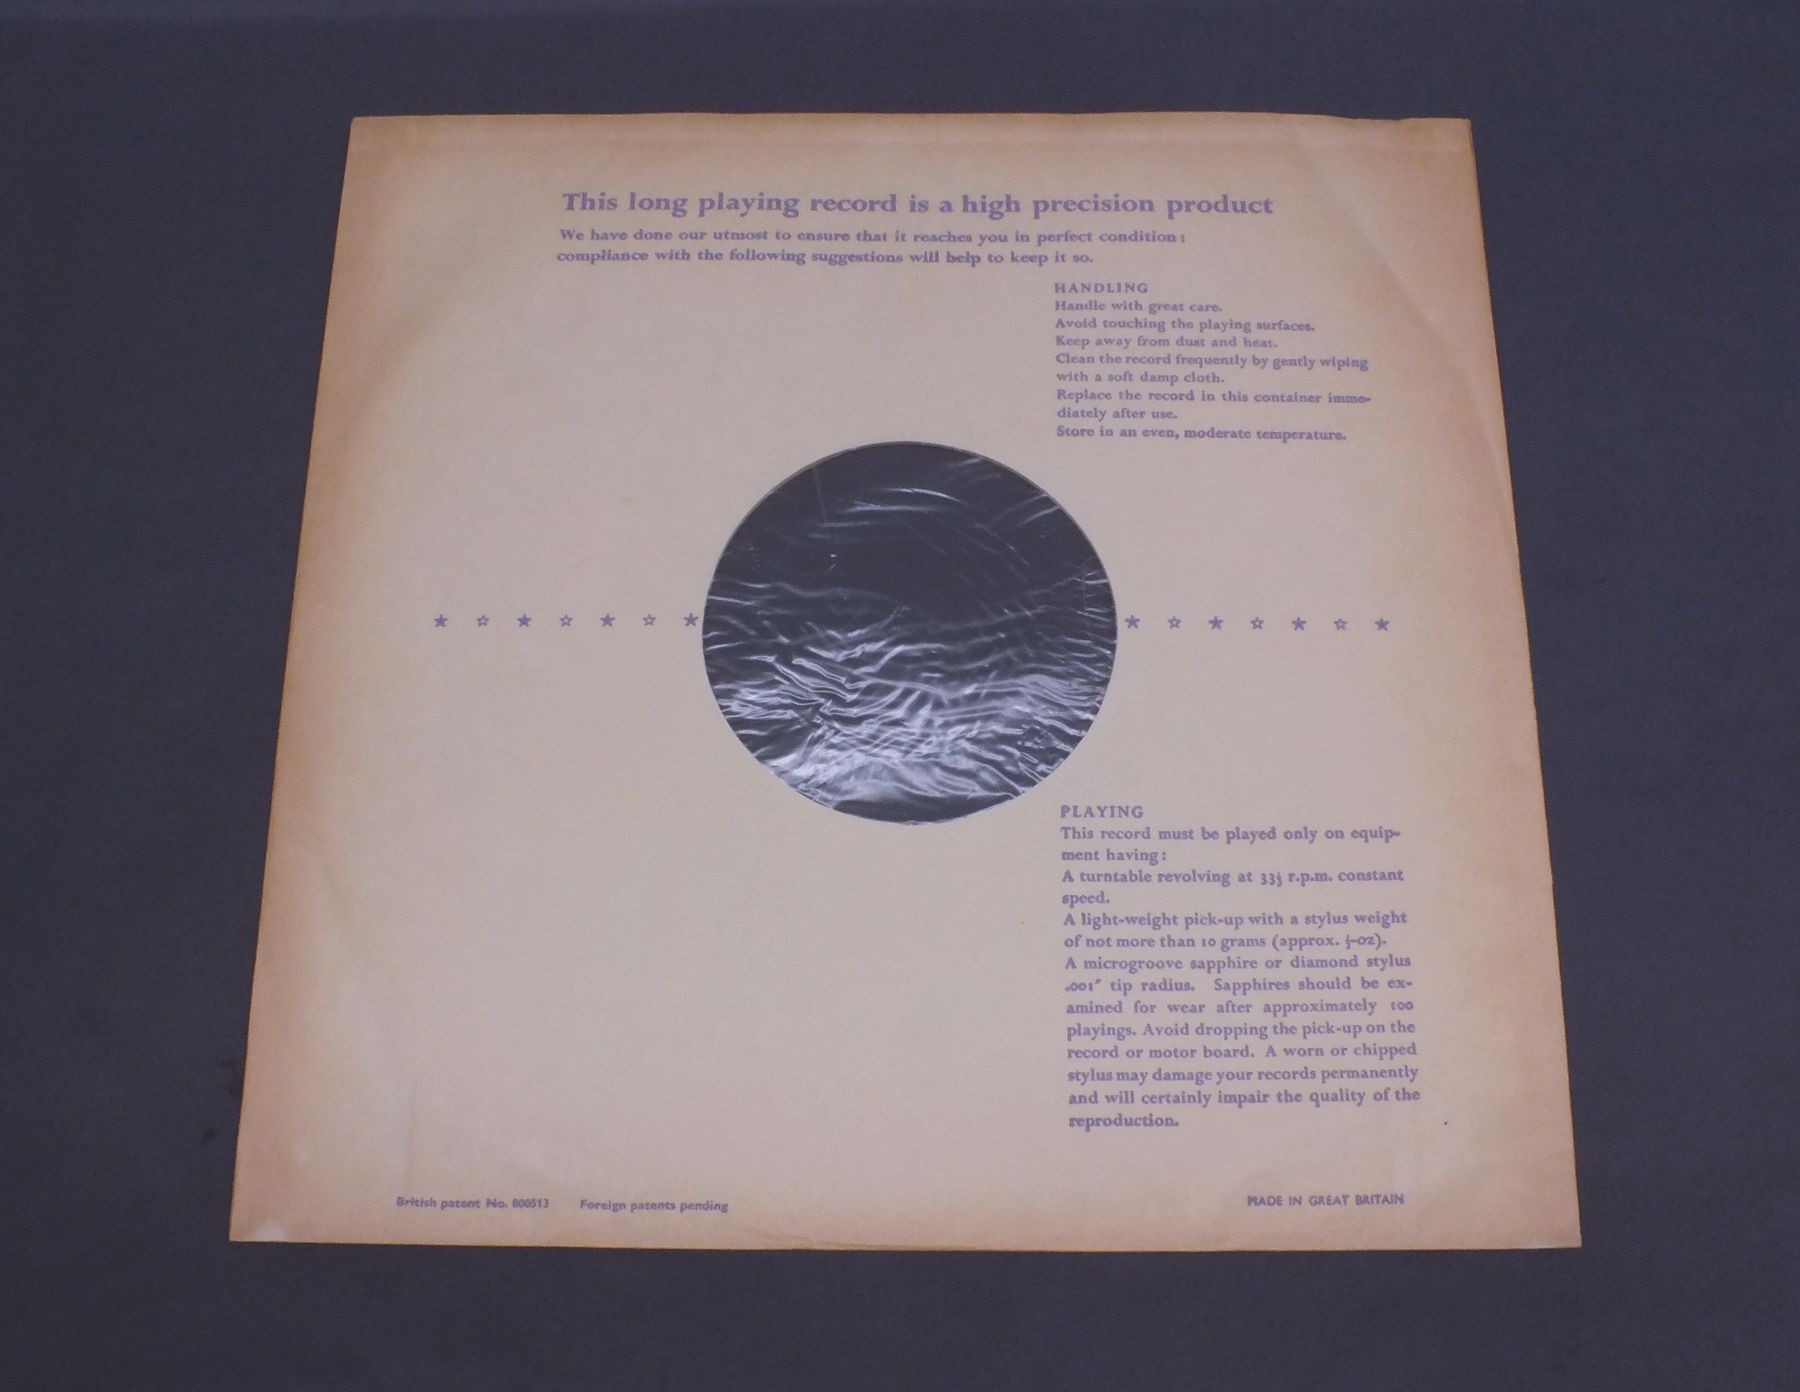 This long playing record is a high precision product
We have done our utmost to ensure that it reaches you in perfect condition:
compliance with the following suggestions will help to keep it so.
HANDLING
Handle with great care.
Avoid touching the playing surfaces.
Keep away from dust and heat.
Clean the record frequently by gently wiping
with a soft damp cloth.
Replace the record in this container imme-
diately after use.
Store in an even, moderate temperature.
PLAYING
This record must be played only on equip-
ment having:
A turntable revolving at 33⅓ r.p.m. constant
speed.
A light-weight pick-up with a stylus weight
of not more than 10 grams (approx. ⅓-oz).
A microgroove sapphire or diamond stylus
.001″ tip radius. Sapphires should be ex-
amined for wear after approximately 100
playings. Avoid dropping the pick-up on the
record or motor board. A worn or chipped
stylus may damage your records permanently
and will certainly impair the quality of the
reproduction.
British patent No. 800513 Foreign patents pending
MADE IN GREAT BRITAIN